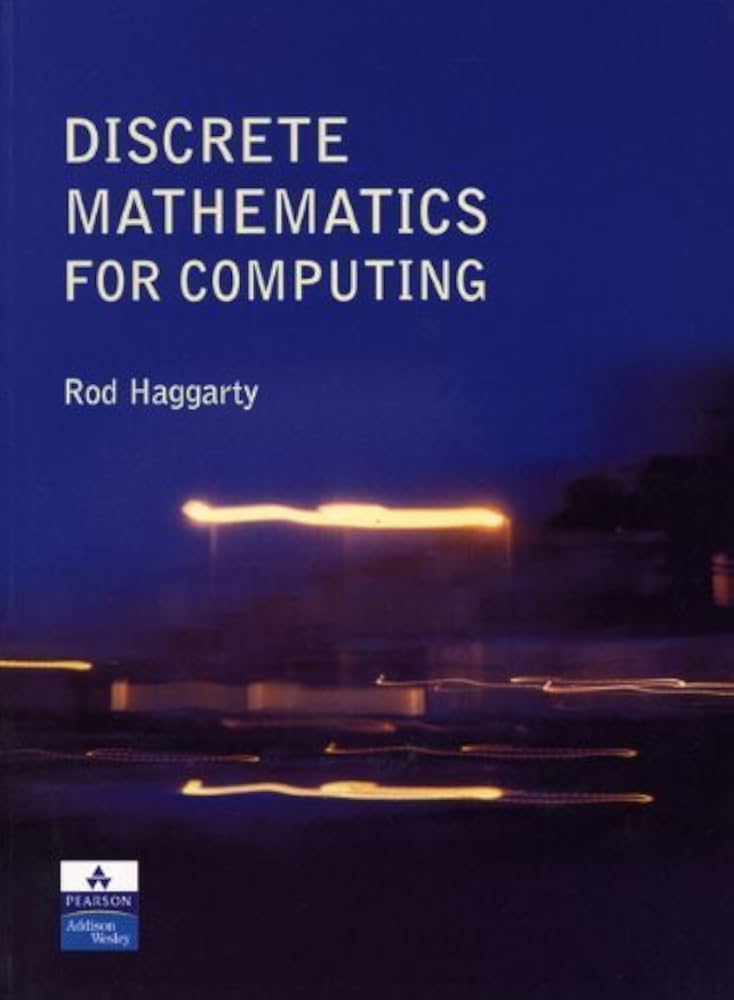 DISCRETE
MATHEMATICS
FOR COMPUTING
Rod Haggarty
PEARSON
Addison
Wesley